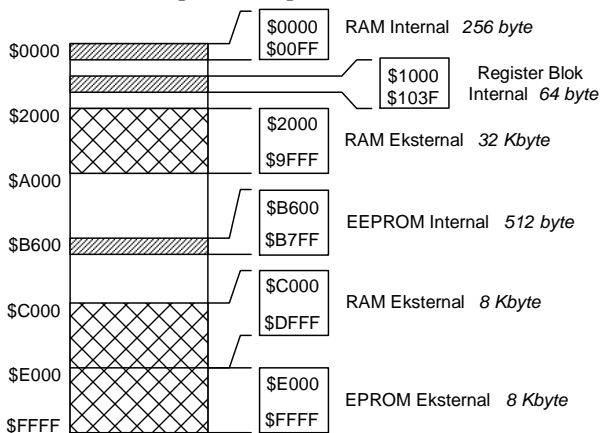 $0000
$2000
$A000
$B600
$C000
$E000
$FFFF
$0000
$00FF
RAM Internal 256 byte
$1000
$103F
Register Blok
Internal 64 byte
$2000
$9FFF
RAM Eksternal 32 Kbyte
$B600
$B7FF
EEPROM Internal 512 byte
$C000
$DFFF
RAM Eksternal 8 Kbyte
$E000
$FFFF
EPROM Eksternal 8 Kbyte